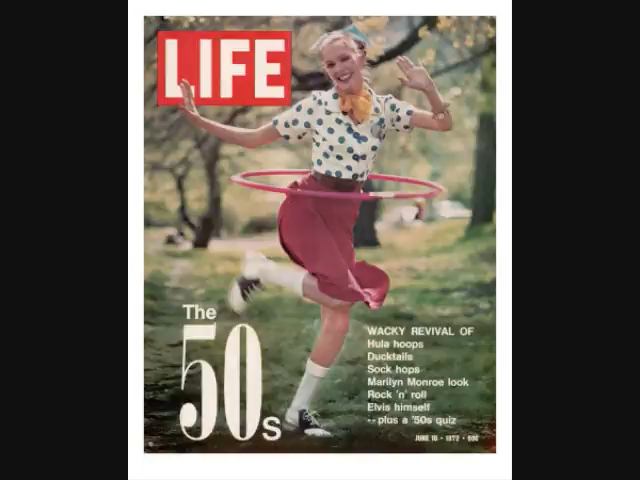 LIFE
The
50s
WACKY REVIVAL OF
Hula hoops
Ducktails
Sock hops
Marilyn Monroe look
Rock 'n' roll
Elvis himself
--plus a '50s quiz
JUNE 16 • 1972 • 50¢